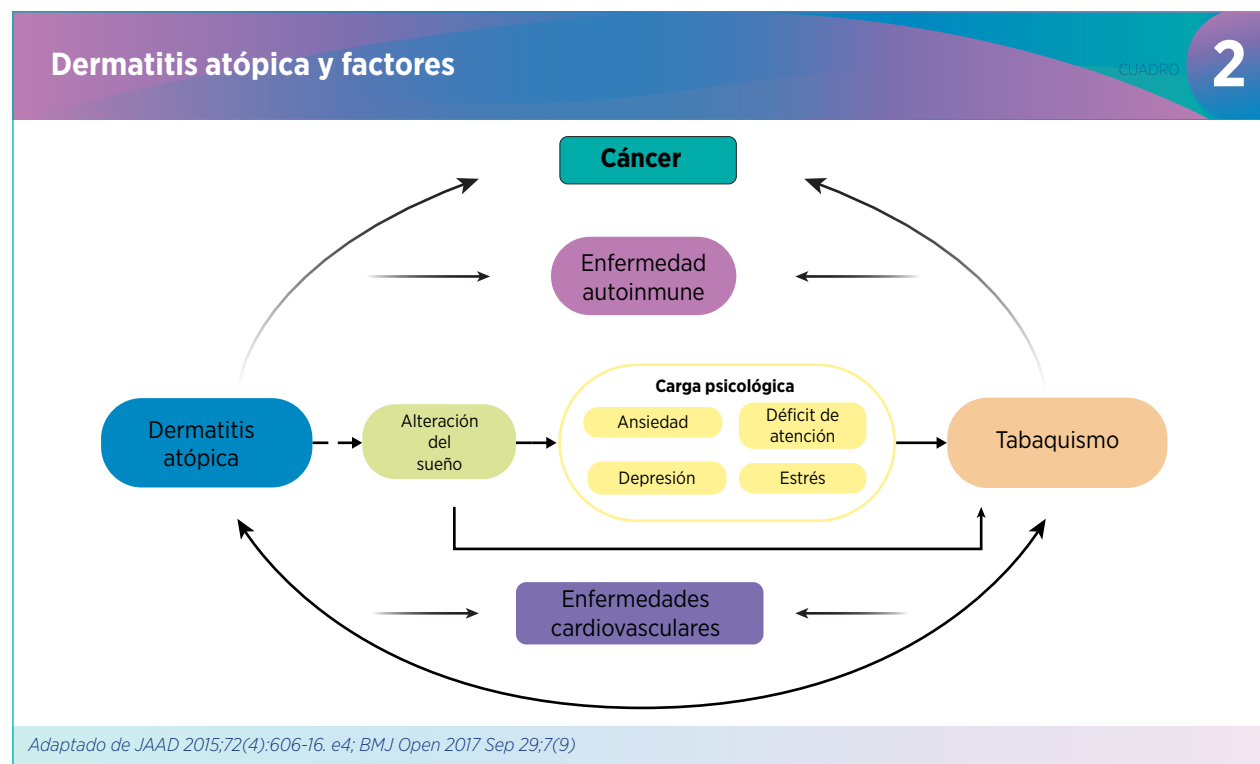 Dermatitis atópica y factores
CUADRO 2
Cáncer
Enfermedad
autoinmune
Carga psicológica
Ansiedad
Déficit de
atención
Depresión
Estrés
Dermatitis
atópica
Alteración
del
sueño
Tabaquismo
Enfermedades
cardiovasculares
Adaptado de JAAD 2015;72(4):606-16. e4; BMJ Open 2017 Sep 29;7(9)